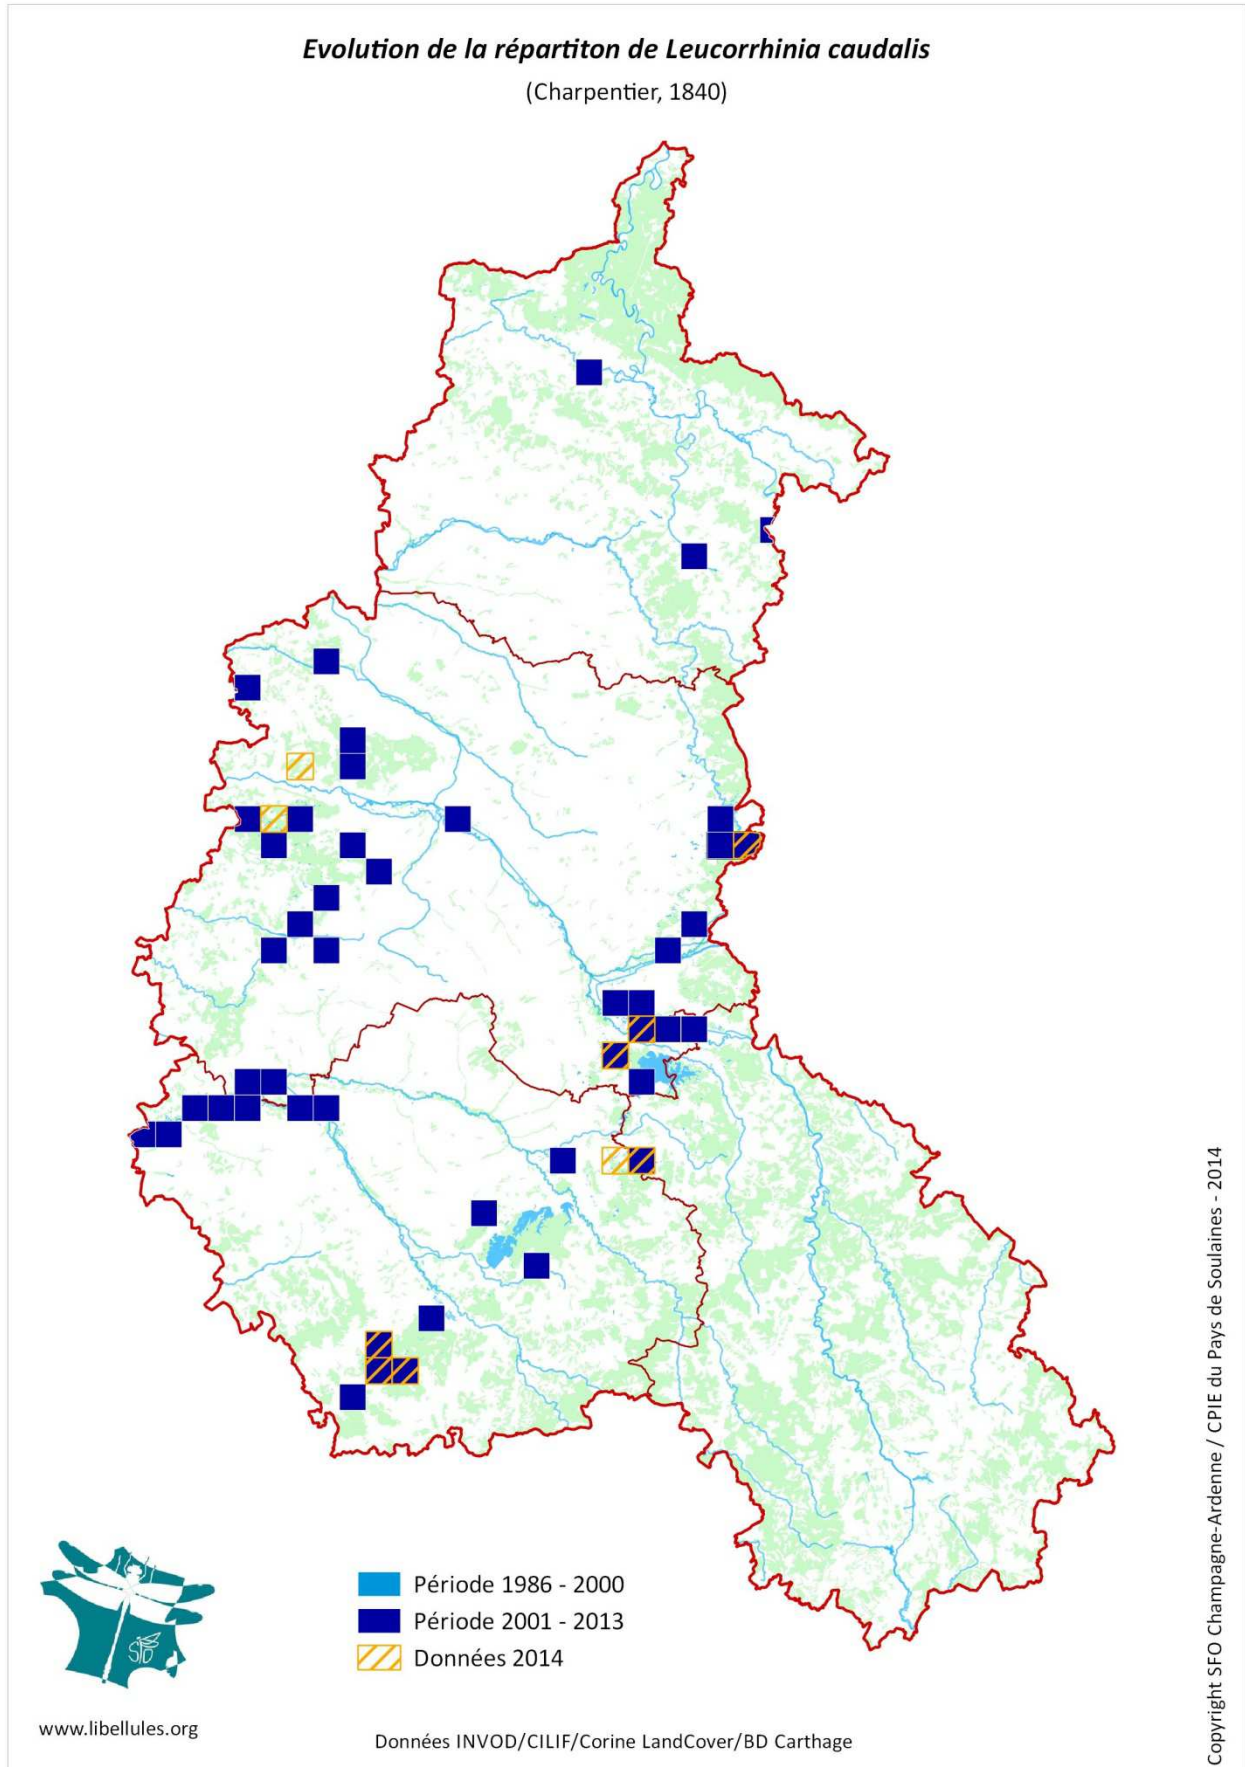 Evolution de la répartiton de Leucorrhinia caudalis
(Charpentier, 1840)
Période 1986 - 2000
Période 2001 - 2013
Données 2014
SFO
www.libellules.org
Données INVOD/CILIF/Corine LandCover/BD Carthage
Copyright SFO Champagne-Ardenne / CPIE du Pays de Soulaines - 2014